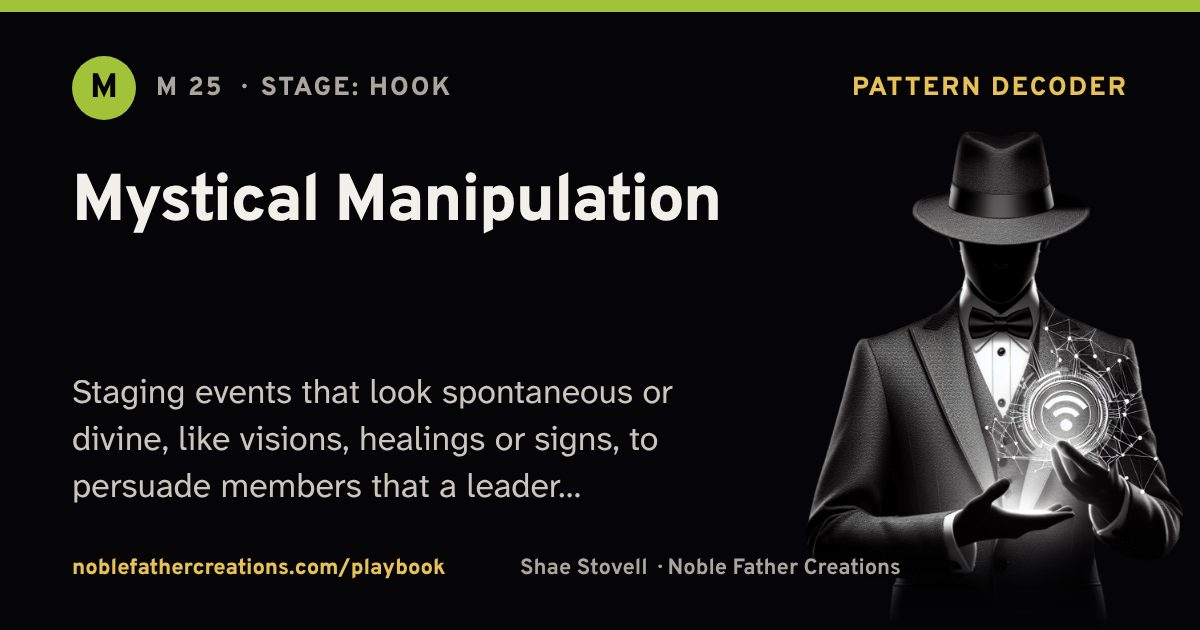 M
M 25 · STAGE: HOOK
PATTERN DECODER
Mystical Manipulation
Staging events that look spontaneous or
divine, like visions, healings or signs, to
persuade members that a leader...
noblefathercreations.com/playbook
Shae Stovell · Noble Father Creations